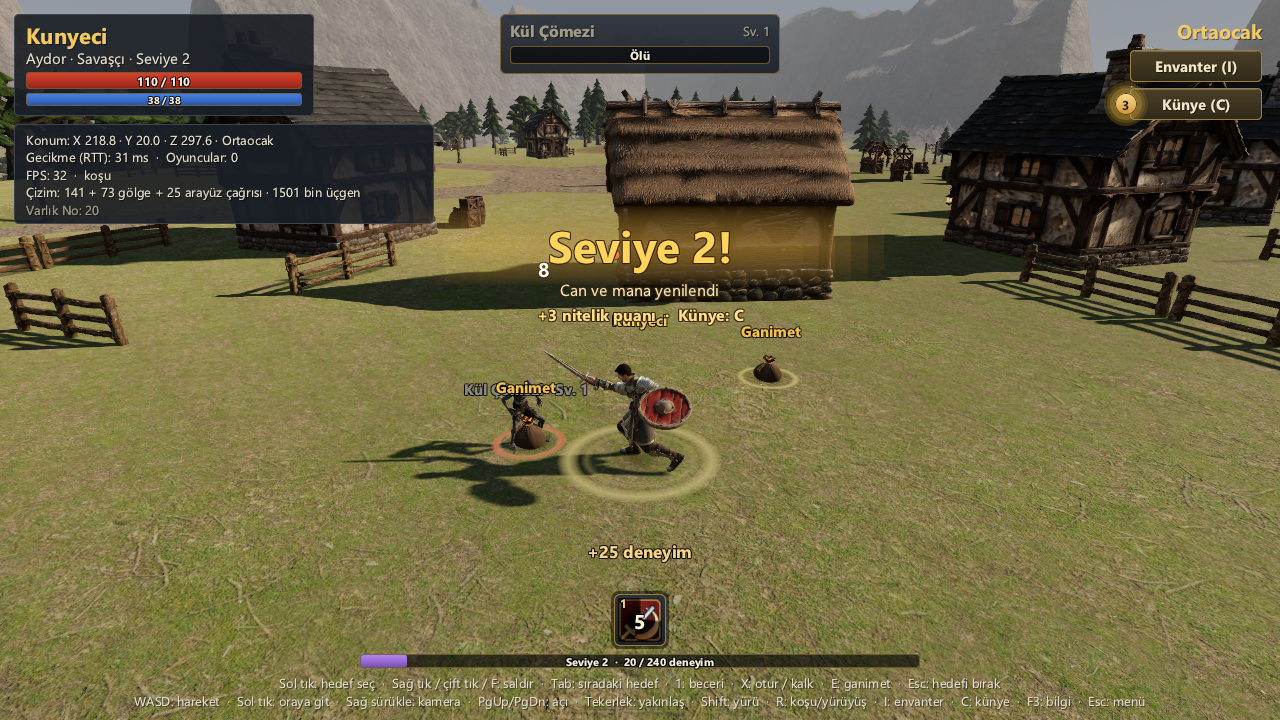 Kunyeci
Aydor · Savaşçı · Seviye 2
110 / 110
38 / 38
Konum: X 218.8 · Y 20.0 · Z 297.6 · Ortaocak
Gecikme (RTT): 31 ms · Oyuncular: 0
FPS: 32 · koşu
Çizim: 141 + 73 gölge + 25 arayüz çağrısı · 1501 bin üçgen
Varlık No: 20
Kül Çömezi Sv. 1
Ölü
Ortaocak
Envanter (I)
3 Künye (C)
Seviye 2!
8
Can ve mana yenilendi
+3 nitelik puanı · Künye: C
Kunyeci
Ganimet
Kül Sv. 1
Ganimet
+25 deneyim
1
5
Seviye 2 · 20 / 240 deneyim
Sol tık: hedef seç · Sağ tık / çift tık / F: saldır · Tab: sıradaki hedef · 1: beceri · X: otur / kalk · E: ganimet · Esc: hedefi bırak
WASD: hareket · Sol tık: oraya git · Sağ sürükle: kamera · PgUp/PgDn: açı · Tekerlek: yakınlaş · Shift: yürü · R: koşu/yürüyüş · I: envanter · C: künye · F3: bilgi · Esc: menü